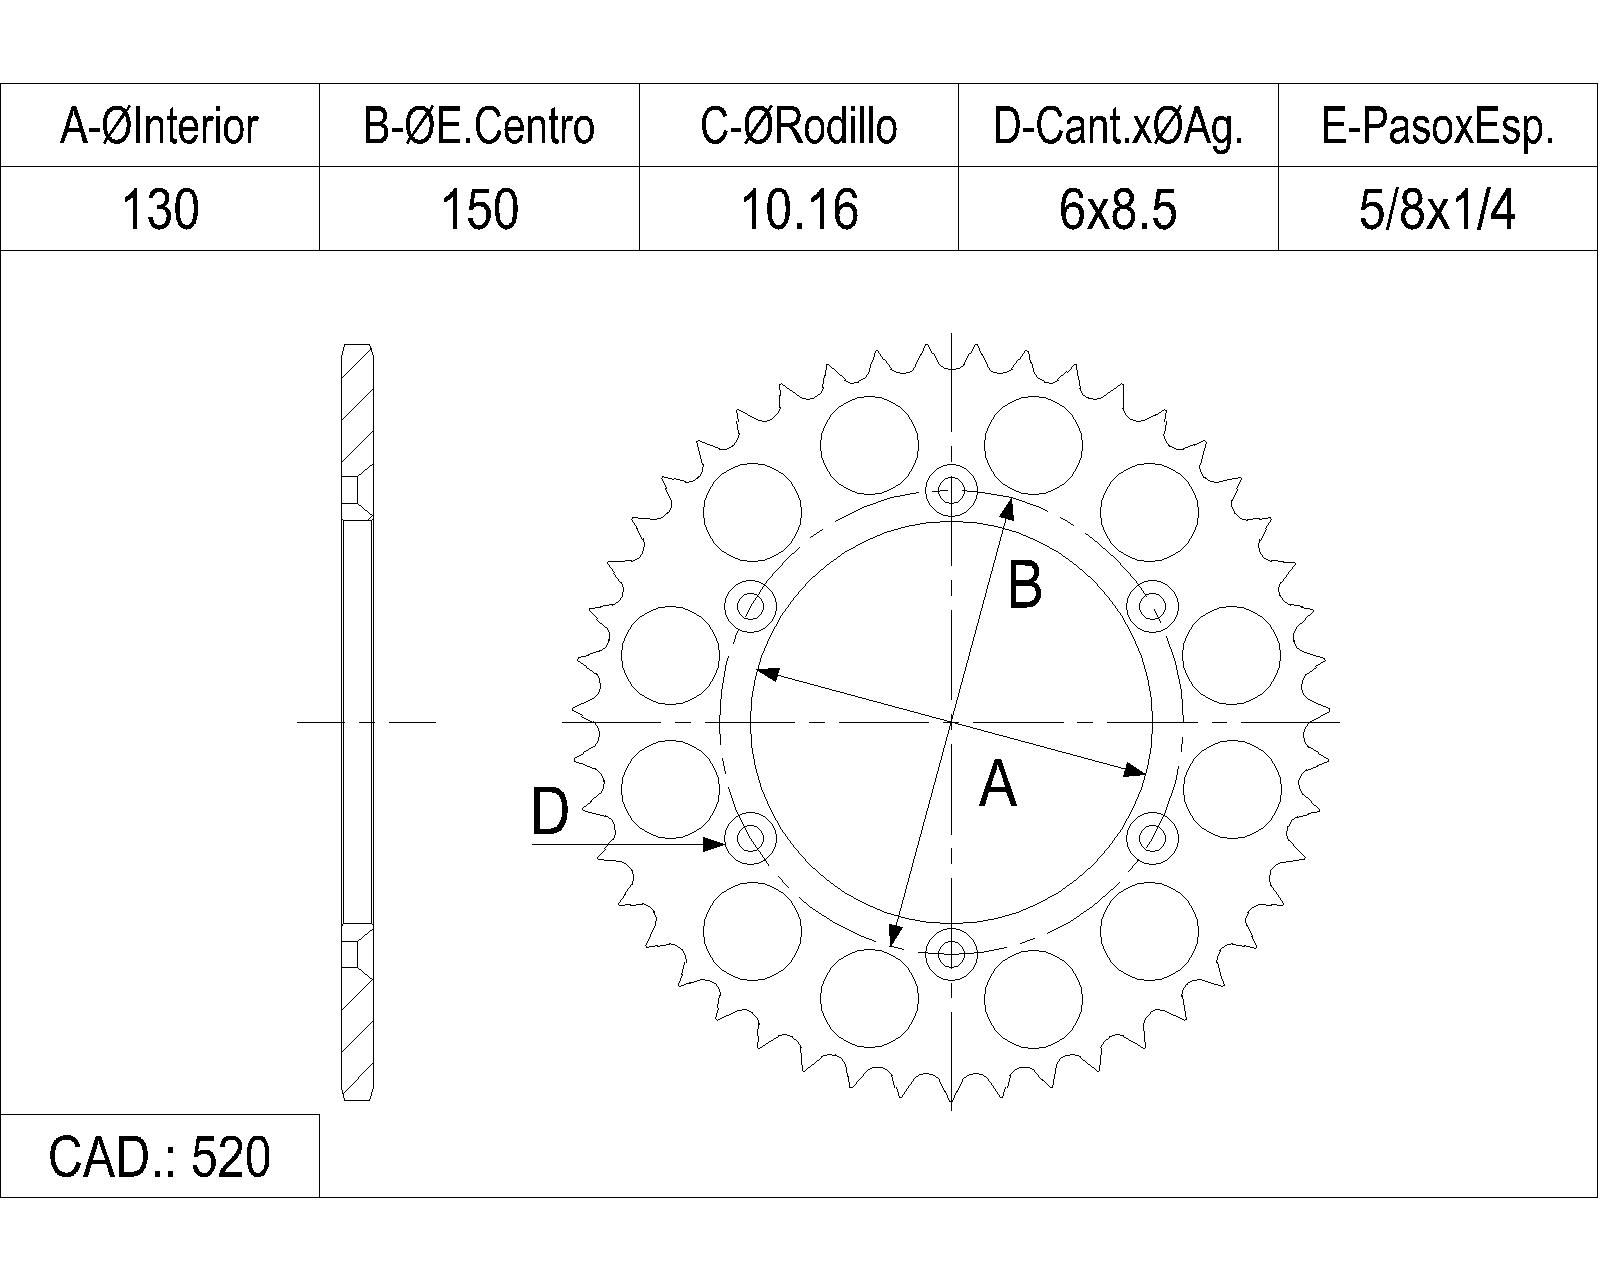 A-ØInterior B-ØE.Centro C-ØRodillo D-Cant.xØAg. E-PasoxEsp.
130 150 10.16 6x8.5 5/8x1/4
B
A
D
CAD.: 520